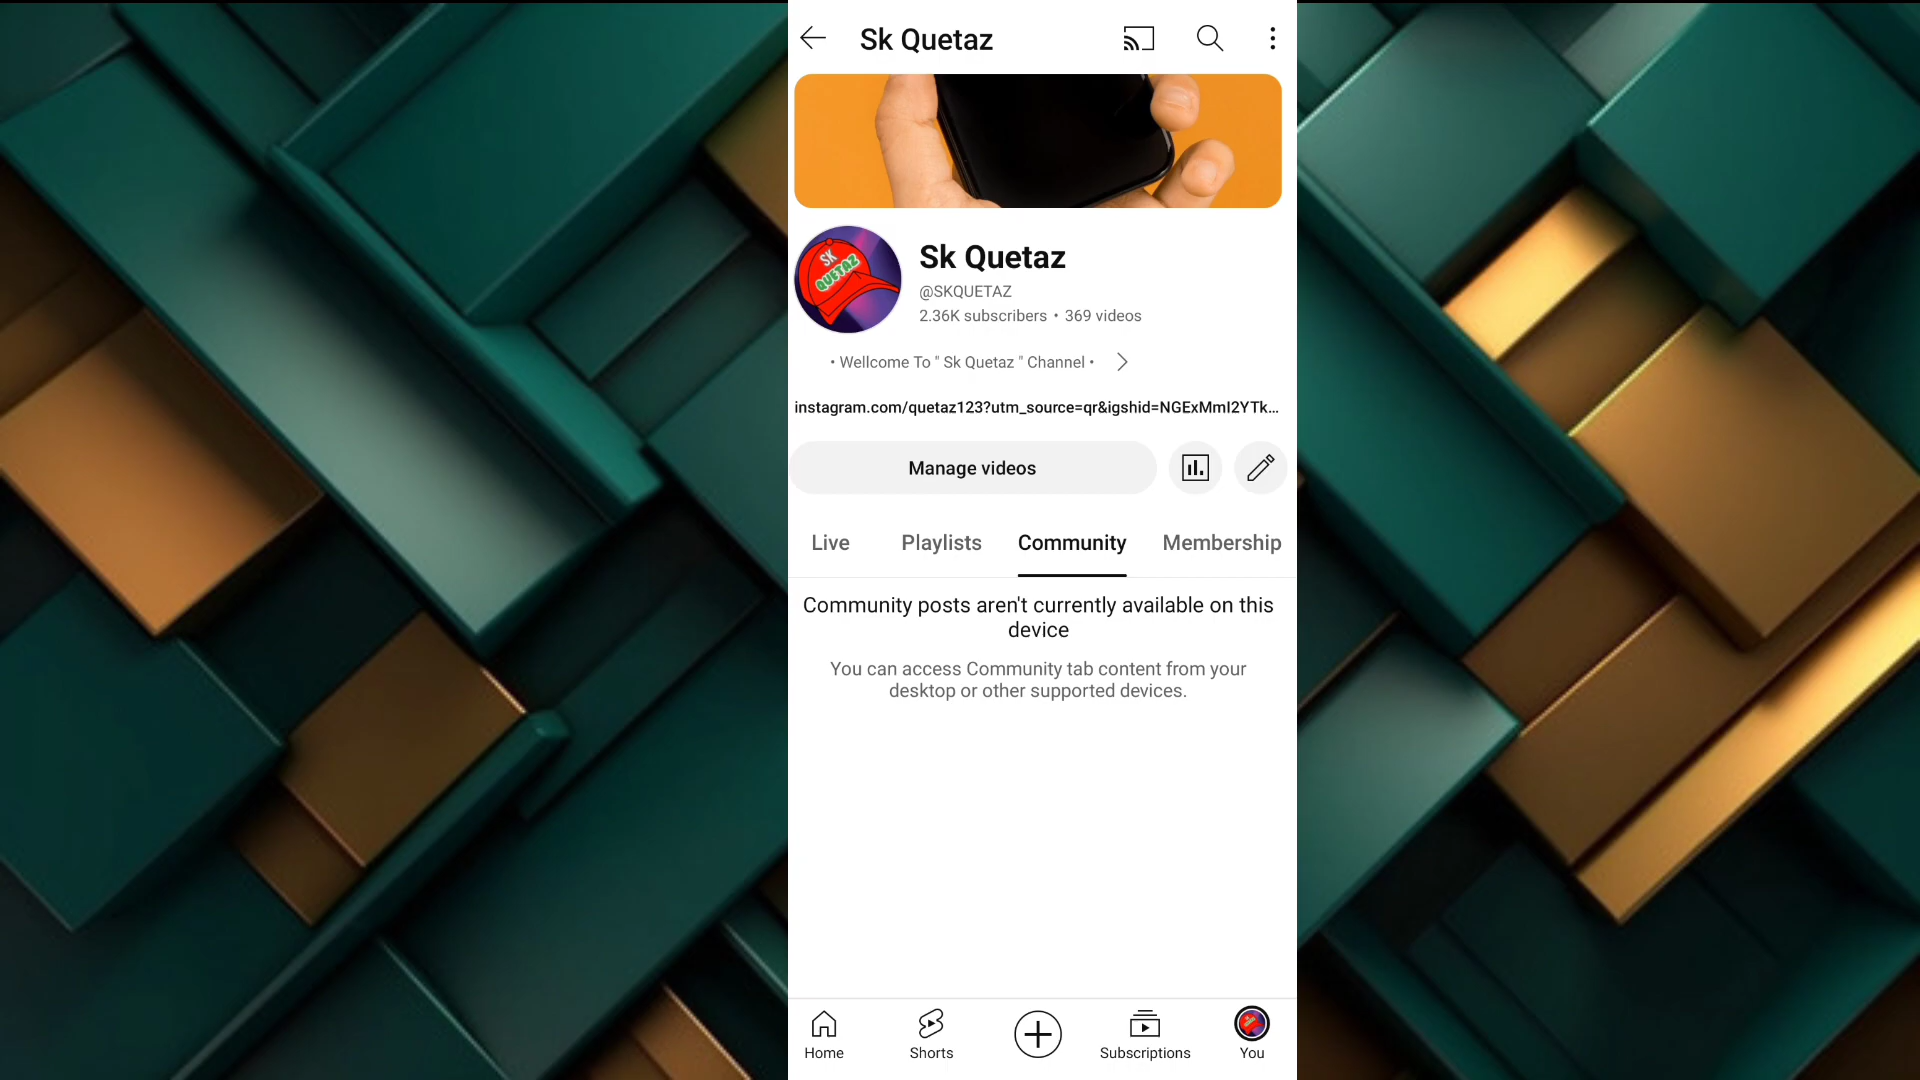 Sk Quetaz
SK
QUETAZ
Sk Quetaz
@SKQUETAZ
2.36K subscribers • 369 videos
• Wellcome To " Sk Quetaz " Channel •
instagram.com/quetaz123?utm_source=qr&igshid=NGExMmI2YTk...
Manage videos
Live Playlists Community Membership
Community posts aren't currently available on this
device
You can access Community tab content from your
desktop or other supported devices.
Home Shorts Subscriptions You